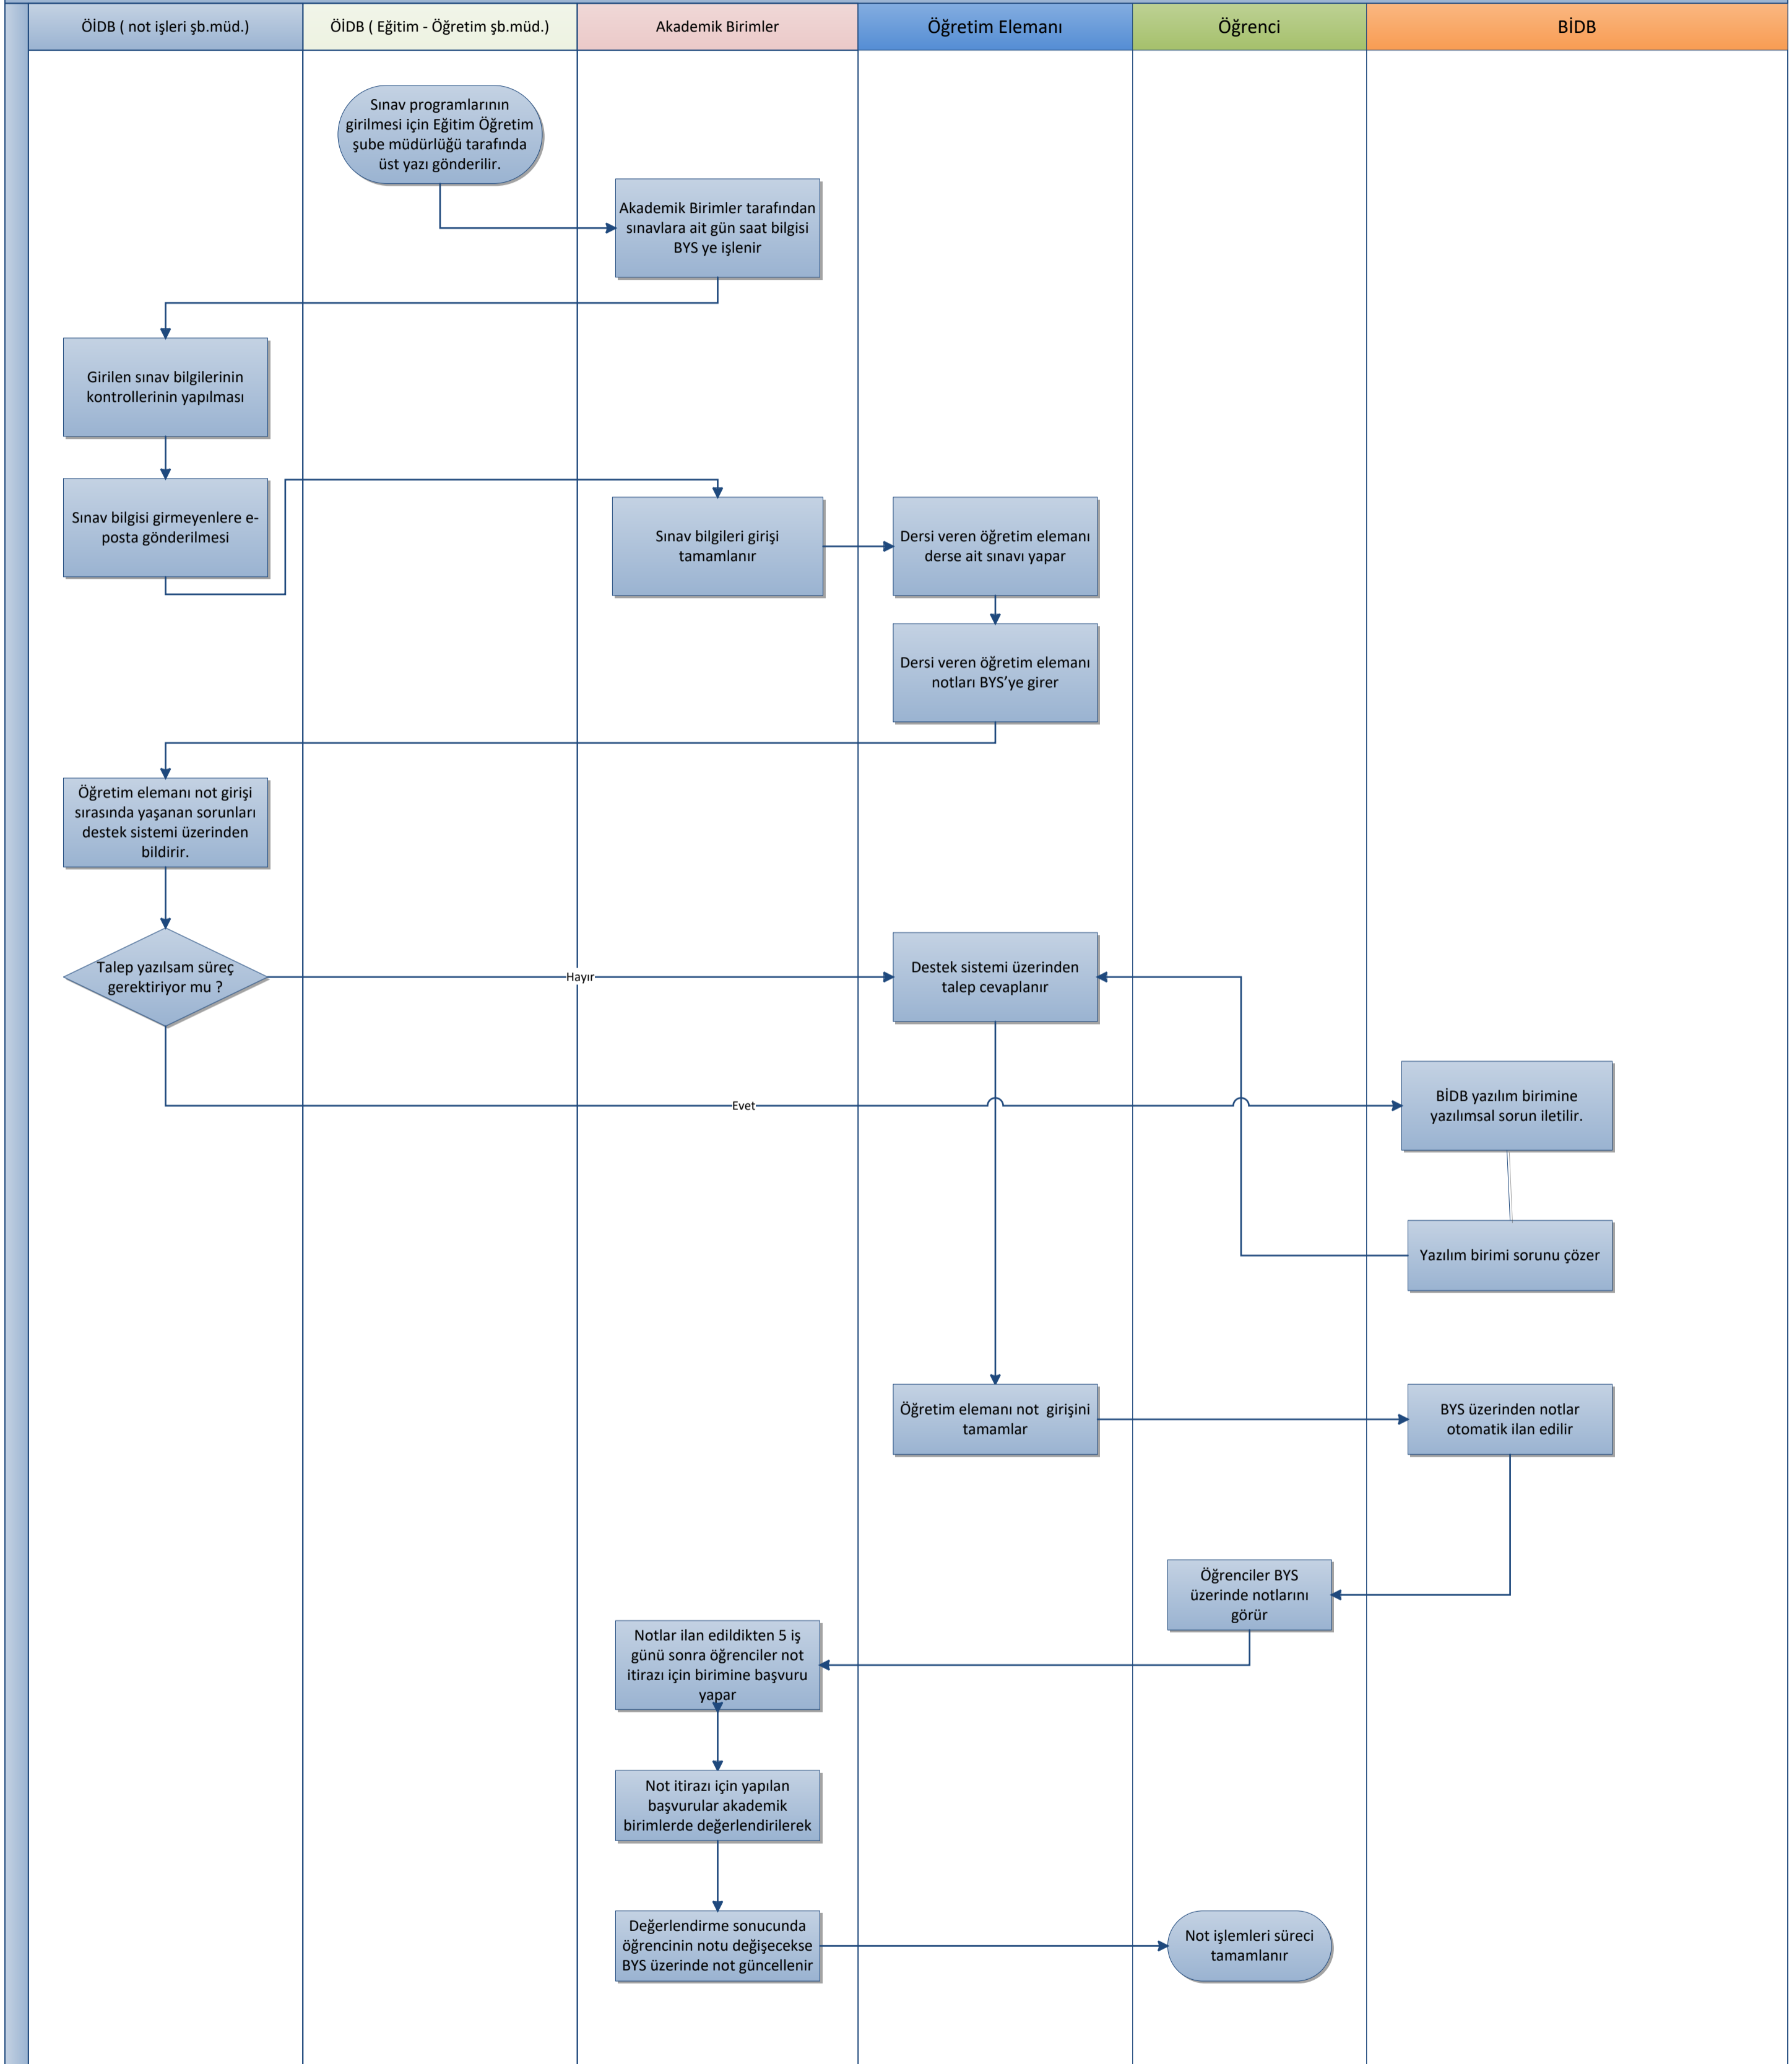 ÖİDB ( not işleri şb.müd.)
ÖİDB ( Eğitim - Öğretim şb.müd.)
Akademik Birimler
Öğretim Elemanı
Öğrenci
BİDB
Sınav programlarının
girilmesi için Eğitim Öğretim
şube müdürlüğü tarafında
üst yazı gönderilir.
Akademik Birimler tarafından
sınavlara ait gün saat bilgisi
BYS ye işlenir
Girilen sınav bilgilerinin
kontrollerinin yapılması
Sınav bilgisi girmeyenlere e-
posta gönderilmesi
Sınav bilgileri girişi
tamamlanır
Dersi veren öğretim elemanı
derse ait sınavı yapar
Dersi veren öğretim elemanı
notları BYS’ye girer
Öğretim elemanı not girişi
sırasında yaşanan sorunları
destek sistemi üzerinden
bildirir.
Talep yazılsam süreç
gerektiriyor mu ?
Hayır
Destek sistemi üzerinden
talep cevaplanır
Evet
BİDB yazılım birimine
yazılımsal sorun iletilir.
Yazılım birimi sorunu çözer
Öğretim elemanı not  girişini
tamamlar
BYS üzerinden notlar
otomatik ilan edilir
Öğrenciler BYS
üzerinde notlarını
görür
Notlar ilan edildikten 5 iş
günü sonra öğrenciler not
itirazı için birimine başvuru
yapar
Not itirazı için yapılan
başvurular akademik
birimlerde değerlendirilerek
Değerlendirme sonucunda
öğrencinin notu değişecekse
BYS üzerinde not güncellenir
Not işlemleri süreci
tamamlanır